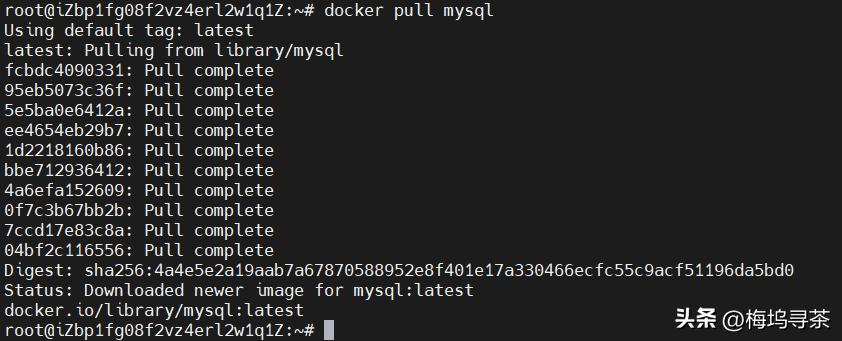 root@iZbp1fg08f2vz4erl2w1q1Z:~# docker pull mysql
Using default tag: latest
latest: Pulling from library/mysql
fcbdc4090331: Pull complete
95eb5073c36f: Pull complete
5e5ba0e6412a: Pull complete
ee4654eb29b7: Pull complete
1d2218160b86: Pull complete
bbe712936412: Pull complete
4a6efa152609: Pull complete
0f7c3b67bb2b: Pull complete
7ccd17e83c8a: Pull complete
04bf2c116556: Pull complete
Digest: sha256:4a4e5e2a19aab7a67870588952e8f401e17a330466ecfc55c9acf51196da5bd0
Status: Downloaded newer image for mysql:latest
docker.io/library/mysql:latest
root@iZbp1fg08f2vz4erl2w1q1Z:~#
头条 @梅坞寻茶